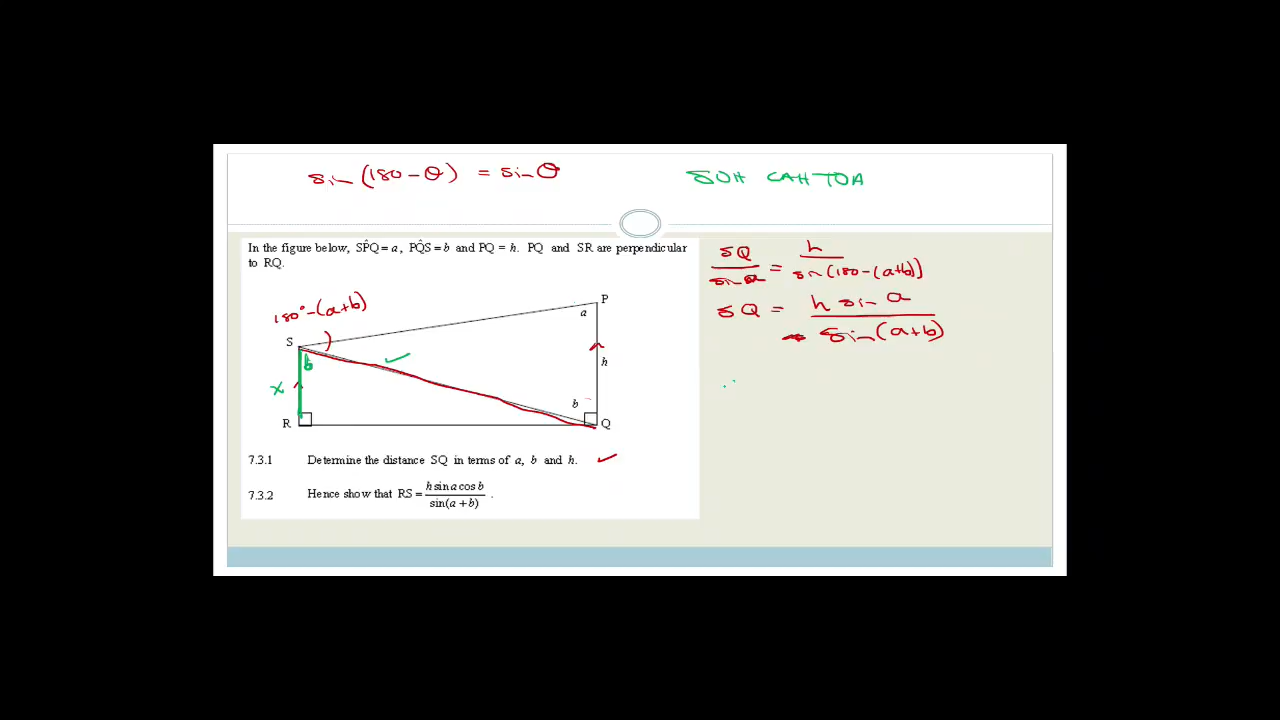 sin(180-θ) = sinθ
SOH CAH TOA
In the figure below, SP̂Q = a, PQ̂S = b and PQ = h. PQ and SR are perpendicular
to RQ.
SQ/sin a = h/sin(180-(a+b))
SQ = h sin a/sin(a+b)
180°-(a+b)
P
a
S
b
h
x
b
R
Q
7.3.1 Determine the distance SQ in terms of a, b and h.
7.3.2 Hence show that RS = h sin a cos b/sin(a + b) .